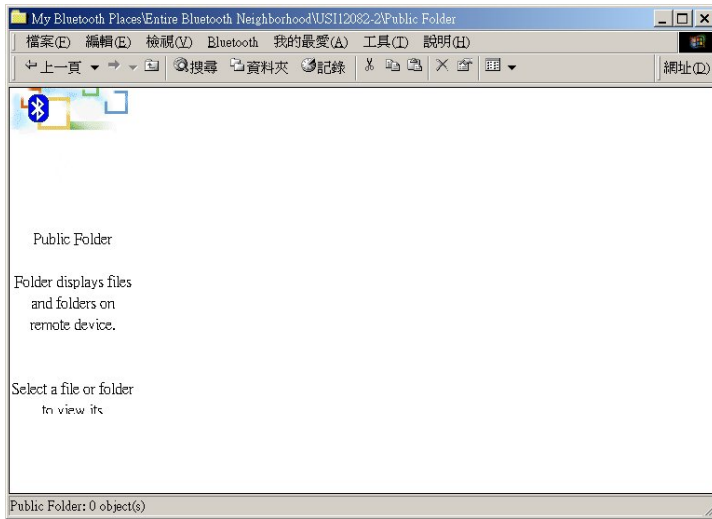 My Bluetooth Places\Entire Bluetooth Neighborhood\USI12082-2\Public Folder
檔案(F) 編輯(E) 檢視(V) Bluetooth 我的最愛(A) 工具(T) 說明(H)
上一頁 搜尋 資料夾 記錄 網址(D)
Public Folder
Folder displays files
and folders on
remote device.
Select a file or folder
to view its
Public Folder: 0 object(s)